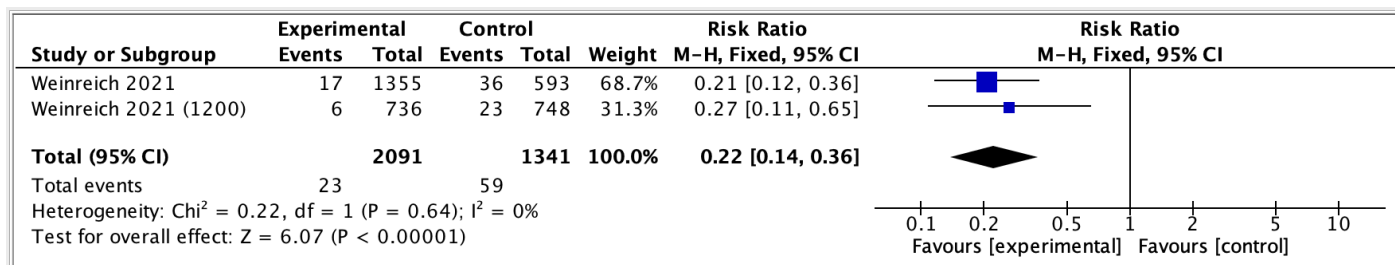 Experimental Control Risk Ratio Risk Ratio
Study or Subgroup Events Total Events Total Weight M-H, Fixed, 95% CI M-H, Fixed, 95% CI
Weinreich 2021 17 1355 36 593 68.7% 0.21 [0.12, 0.36]
Weinreich 2021 (1200) 6 736 23 748 31.3% 0.27 [0.11, 0.65]
Total (95% CI) 2091 1341 100.0% 0.22 [0.14, 0.36]
Total events 23 59
Heterogeneity: Chi² = 0.22, df = 1 (P = 0.64); I² = 0%
Test for overall effect: Z = 6.07 (P < 0.00001)
0.1 0.2 0.5 1 2 5 10
Favours [experimental] Favours [control]